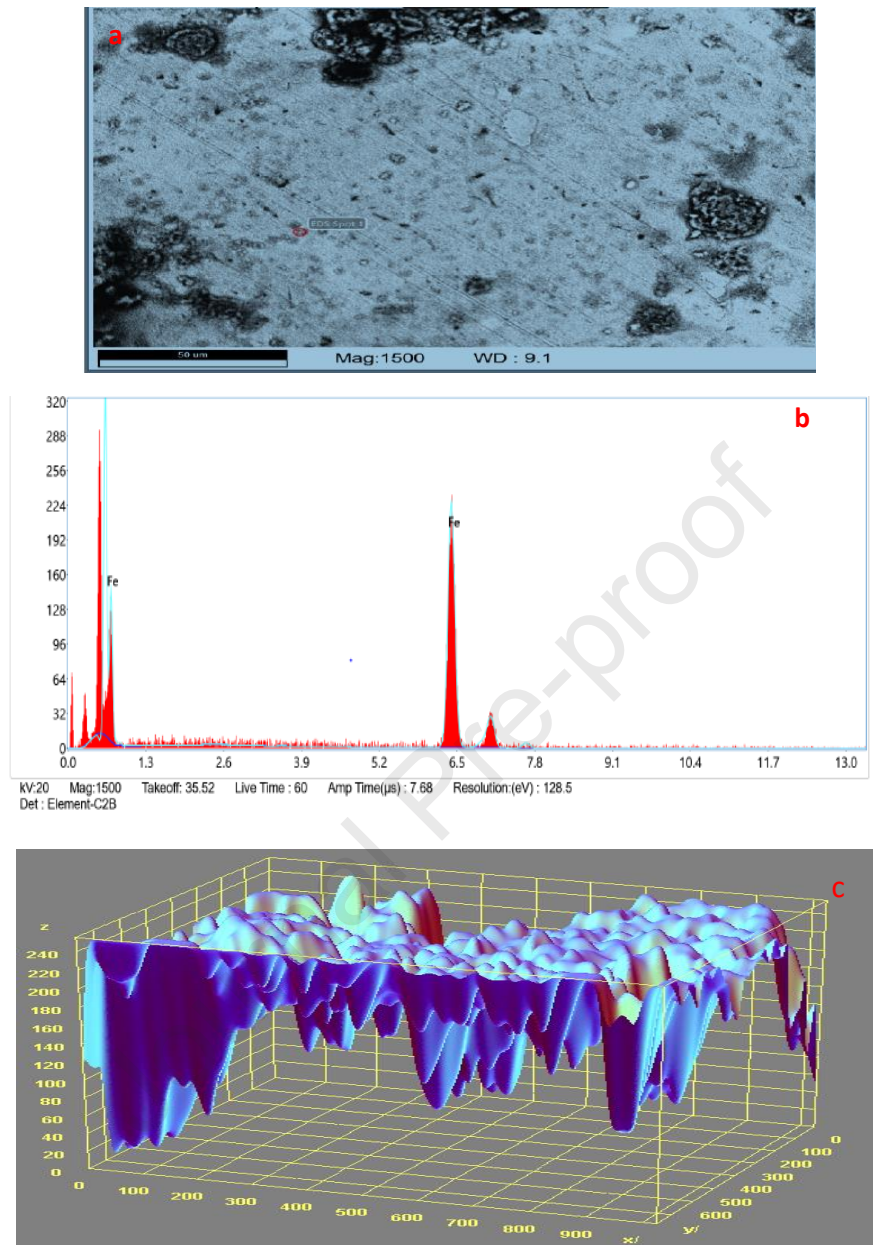 a
EDS Spot 1
50 um Mag:1500 WD : 9.1
b
320
288
256
224
192
160
128
96
64
32
0
Fe
Fe
0.0 1.3 2.6 3.9 5.2 6.5 7.8 9.1 10.4 11.7 13.0
kV:20 Mag:1500 Takeoff: 35.52 Live Time : 60 Amp Time(µs) : 7.68 Resolution:(eV) : 128.5
Det : Element-C2B
al Pre-proof
c
z
240
220
200
180
160
140
120
100
80
60
40
20
0
0 100 200 300 400 500 600 700 800 900 x/
0
100
200
300
400
500
600
y/